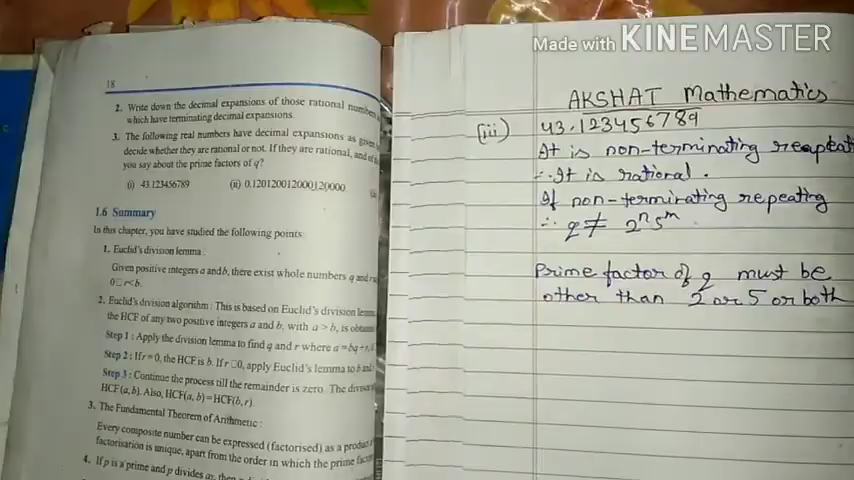 Made with KINEMASTER
18
2. Write down the decimal expansions of those rational numbers
which have terminating decimal expansions.
3. The following real numbers have decimal expansions as given
decide whether they are rational or not. If they are rational, and of
you say about the prime factors of q?
(i) 43.123456789 (ii) 0.120120012000120000
1.6 Summary
In this chapter, you have studied the following points:
1. Euclid's division lemma :
Given positive integers a and b, there exist whole numbers q and r
0□r<b.
2. Euclid's division algorithm : This is based on Euclid's division
the HCF of any two positive integers a and b, with a > b, is
Step 1 : Apply the division lemma to find q and r where a = bq + r,
Step 2 : If r = 0, the HCF is b. If r □0, apply Euclid's lemma to b and
Step 3 : Continue the process till the remainder is zero. The divisor
HCF (a, b). Also, HCF(a, b) = HCF(b, r).
3. The Fundamental Theorem of Arithmetic :
Every composite number can be expressed (factorised) as a product
factorisation is unique, apart from the order in which the prime
4. If p is a prime and p divides
AKSHAT Mathematics
(iii) 43.123456789
It is non-terminating
∴ It is rational.
If non-terminating repeating
∴ q ≠ 2ⁿ5ᵐ
Prime factor of q must be
other than 2 or 5 or both